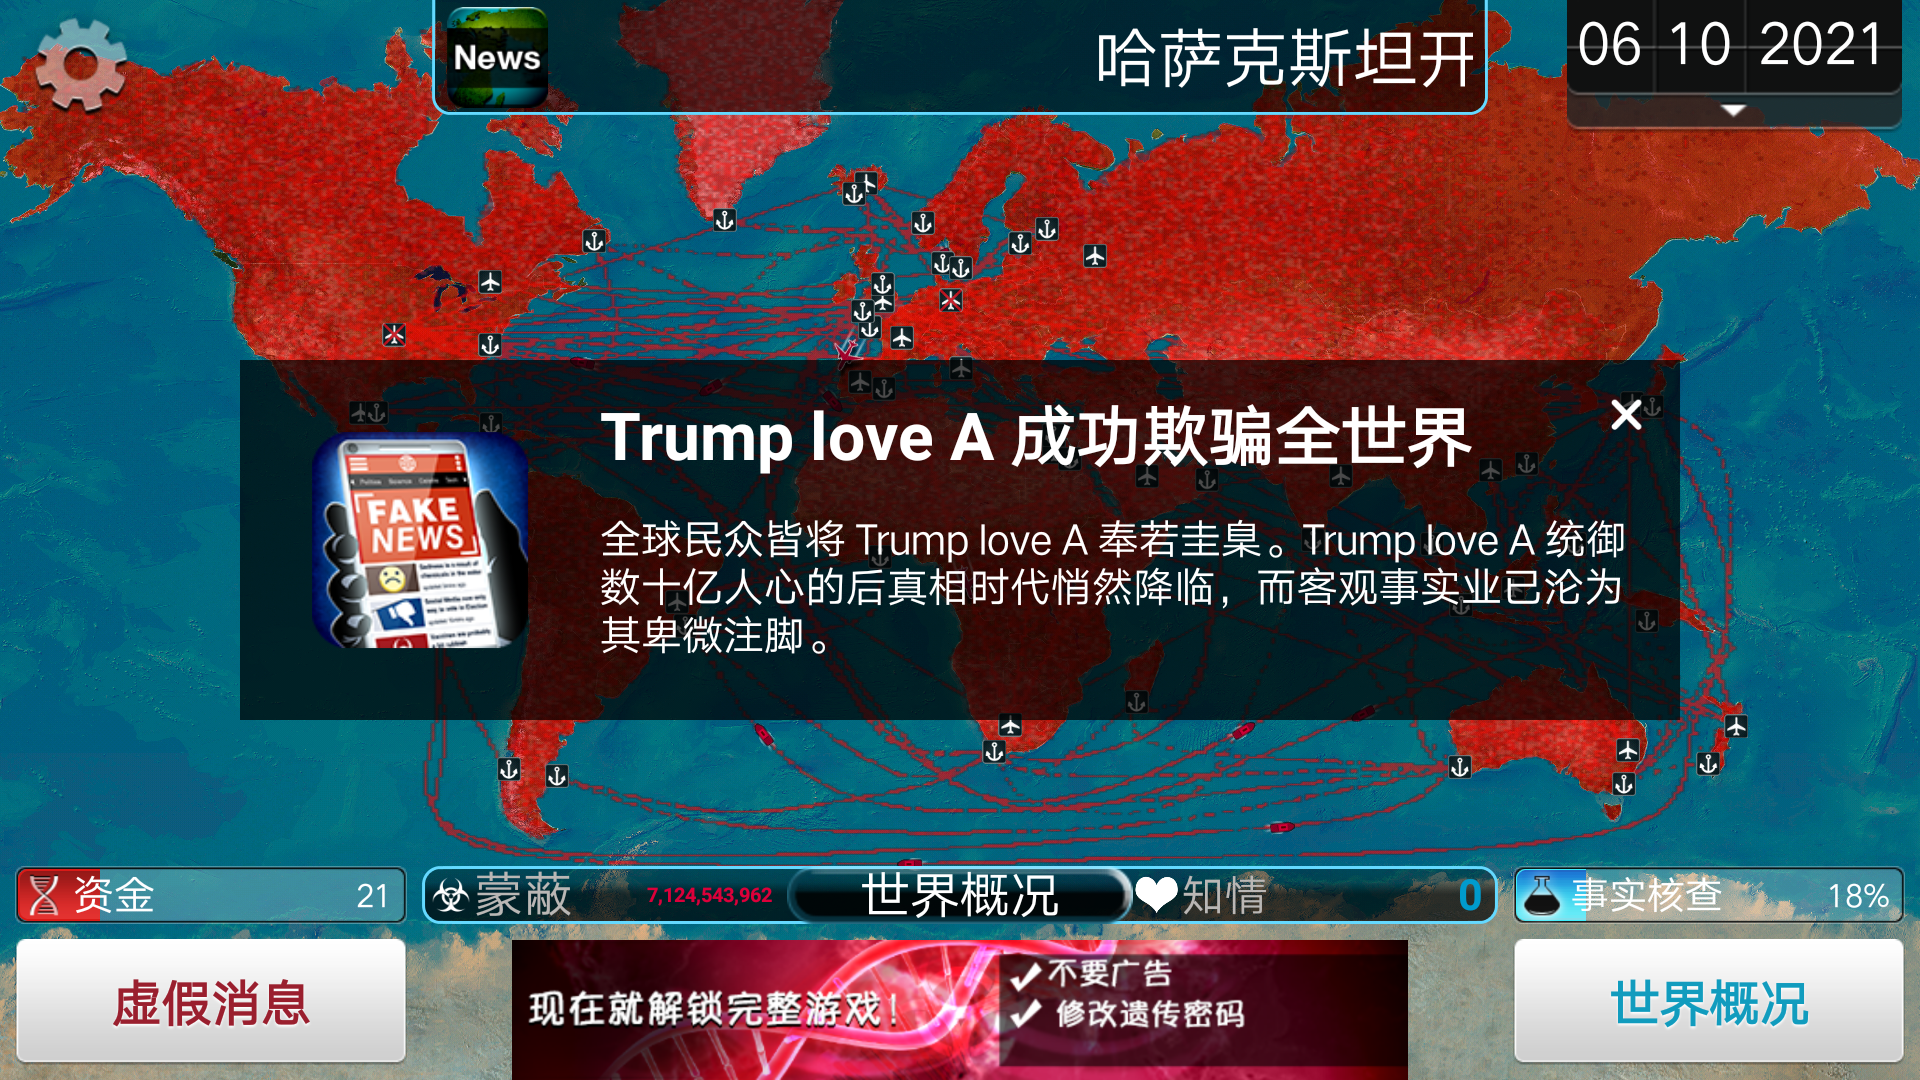 News
哈萨克斯坦开
06 10 2021
Trump love A 成功欺骗全世界
全球民众皆将 Trump love A 奉若圭臬。Trump love A 统御
数十亿人心的后真相时代悄然降临，而客观事实业已沦为
其卑微注脚。
FAKE
NEWS
资金 21
蒙蔽 7,124,543,962
世界概况
知情 0
事实核查 18%
虚假消息
现在就解锁完整游戏！
不要广告
修改遗传密码
世界概况